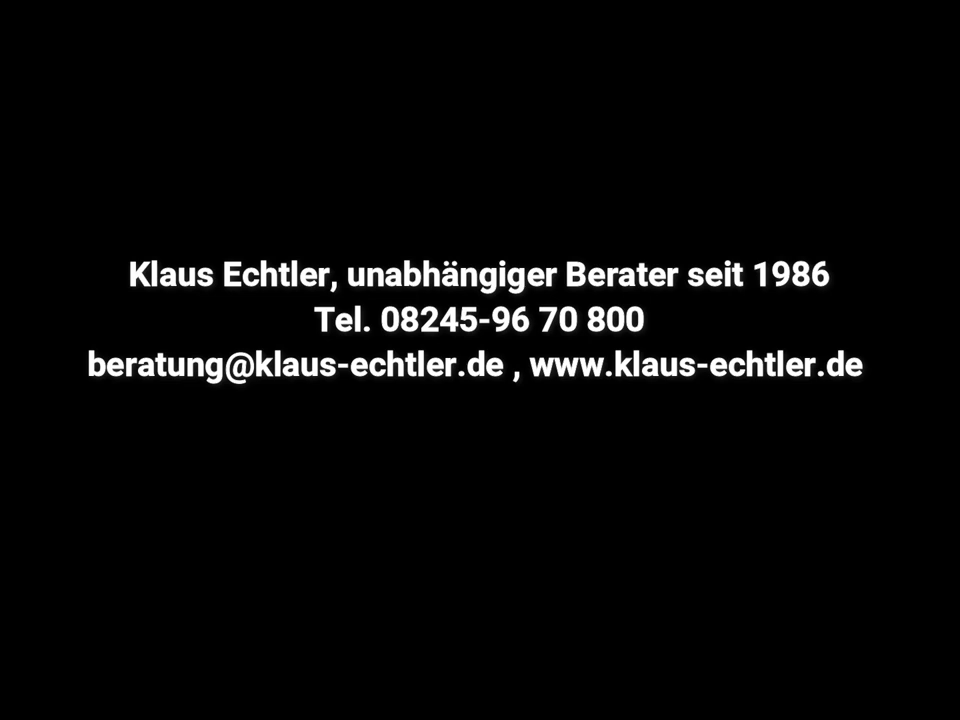 Klaus Echtler, unabhängiger Berater seit 1986
Tel. 08245-96 70 800
beratung@klaus-echtler.de , www.klaus-echtler.de